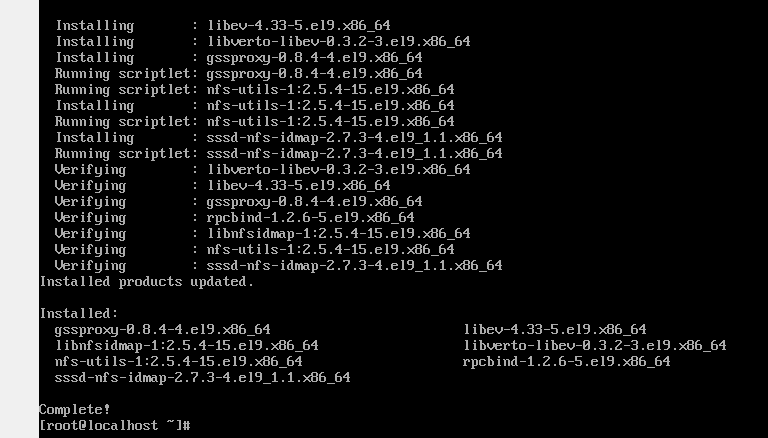 Installing : libev-4.33-5.el9.x86_64
Installing : libverto-libev-0.3.2-3.el9.x86_64
Installing : gssproxy-0.8.4-4.el9.x86_64
Running scriptlet: gssproxy-0.8.4-4.el9.x86_64
Running scriptlet: nfs-utils-1:2.5.4-15.el9.x86_64
Installing : nfs-utils-1:2.5.4-15.el9.x86_64
Running scriptlet: nfs-utils-1:2.5.4-15.el9.x86_64
Installing : sssd-nfs-idmap-2.7.3-4.el9_1.1.x86_64
Running scriptlet: sssd-nfs-idmap-2.7.3-4.el9_1.1.x86_64
Verifying : libverto-libev-0.3.2-3.el9.x86_64
Verifying : libev-4.33-5.el9.x86_64
Verifying : gssproxy-0.8.4-4.el9.x86_64
Verifying : rpcbind-1.2.6-5.el9.x86_64
Verifying : libnfsidmap-1:2.5.4-15.el9.x86_64
Verifying : nfs-utils-1:2.5.4-15.el9.x86_64
Verifying : sssd-nfs-idmap-2.7.3-4.el9_1.1.x86_64
Installed products updated.
Installed:
gssproxy-0.8.4-4.el9.x86_64 libev-4.33-5.el9.x86_64
libnfsidmap-1:2.5.4-15.el9.x86_64 libverto-libev-0.3.2-3.el9.x86_64
nfs-utils-1:2.5.4-15.el9.x86_64 rpcbind-1.2.6-5.el9.x86_64
sssd-nfs-idmap-2.7.3-4.el9_1.1.x86_64
Complete!
[root@localhost ~]#